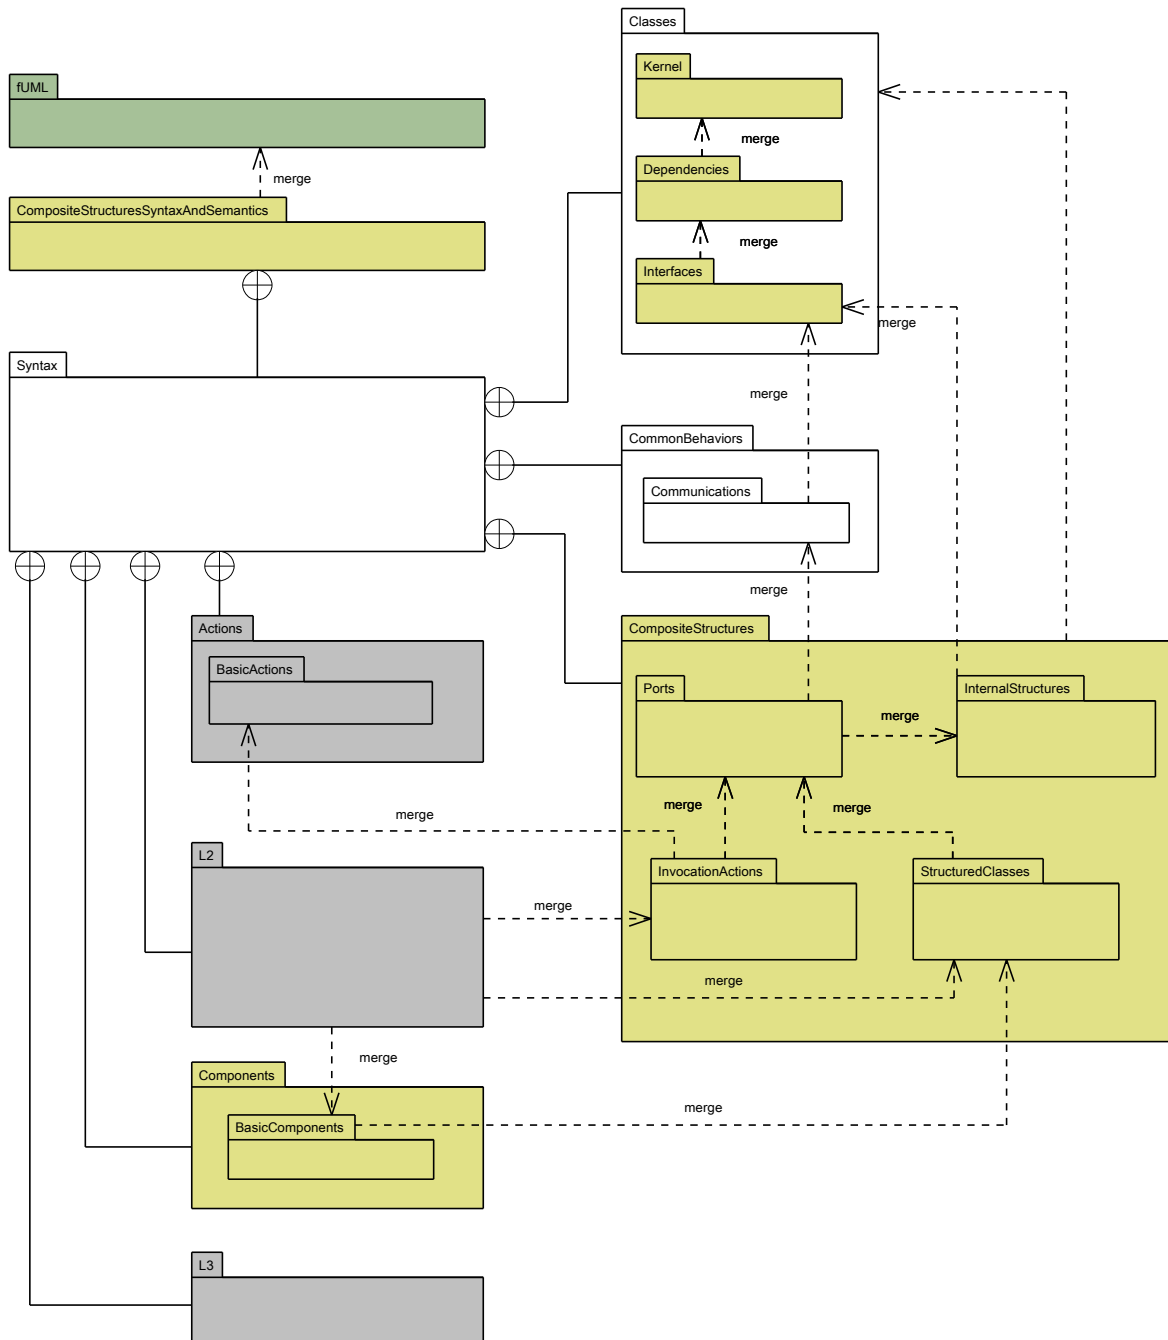 Classes
Kernel
fUML
merge
Dependencies
merge
CompositeStructuresSyntaxAndSemantics
merge
Interfaces
merge
Syntax
merge
CommonBehaviors
Communications
merge
Actions
CompositeStructures
BasicActions
Ports
InternalStructures
merge
merge
merge
merge
L2
InvocationActions
StructuredClasses
merge
merge
merge
Components
merge
BasicComponents
L3